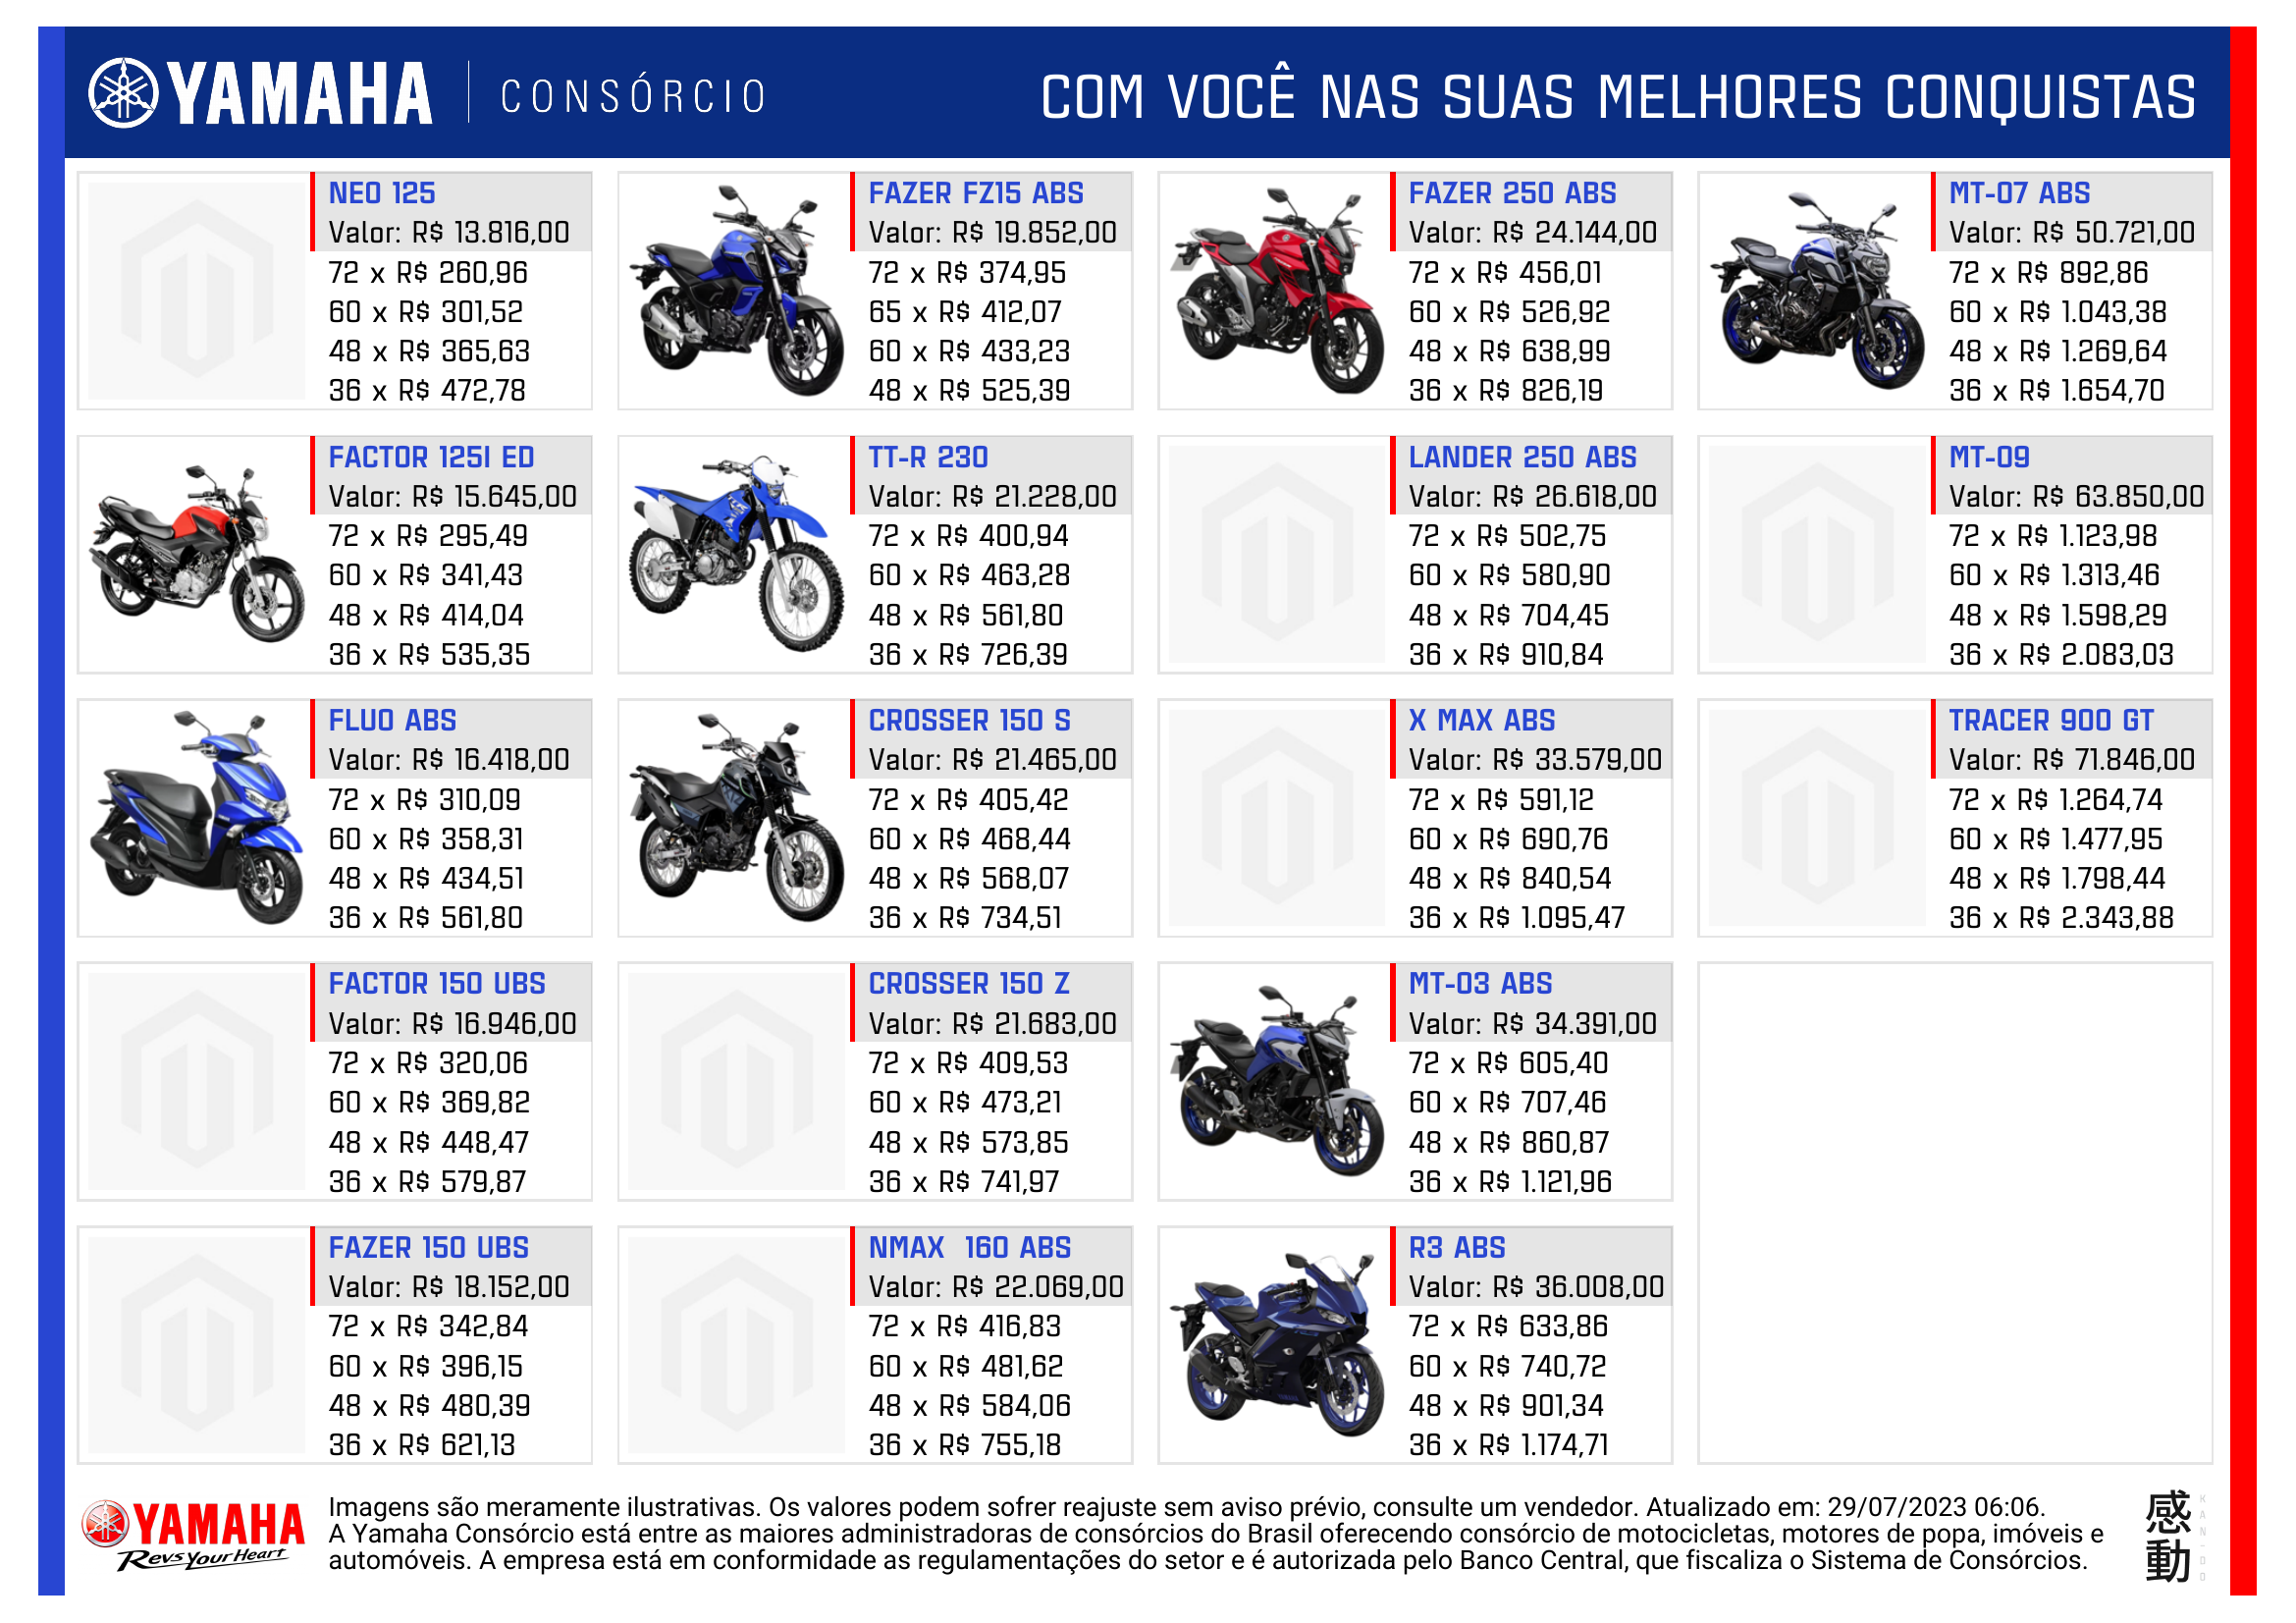 YAMAHA CONSÓRCIO
COM VOCÊ NAS SUAS MELHORES CONQUISTAS
NEO 125
Valor: R$ 13.816,00
72 x R$ 260,96
60 x R$ 301,52
48 x R$ 365,63
36 x R$ 472,78
FAZER FZ15 ABS
Valor: R$ 19.852,00
72 x R$ 374,95
65 x R$ 412,07
60 x R$ 433,23
48 x R$ 525,39
FAZER 250 ABS
Valor: R$ 24.144,00
72 x R$ 456,01
60 x R$ 526,92
48 x R$ 638,99
36 x R$ 826,19
MT-07 ABS
Valor: R$ 50.721,00
72 x R$ 892,86
60 x R$ 1.043,38
48 x R$ 1.269,64
36 x R$ 1.654,70
FACTOR 125I ED
Valor: R$ 15.645,00
72 x R$ 295,49
60 x R$ 341,43
48 x R$ 414,04
36 x R$ 535,35
TT-R 230
Valor: R$ 21.228,00
72 x R$ 400,94
60 x R$ 463,28
48 x R$ 561,80
36 x R$ 726,39
LANDER 250 ABS
Valor: R$ 26.618,00
72 x R$ 502,75
60 x R$ 580,90
48 x R$ 704,45
36 x R$ 910,84
MT-09
Valor: R$ 63.850,00
72 x R$ 1.123,98
60 x R$ 1.313,46
48 x R$ 1.598,29
36 x R$ 2.083,03
FLUO ABS
Valor: R$ 16.418,00
72 x R$ 310,09
60 x R$ 358,31
48 x R$ 434,51
36 x R$ 561,80
CROSSER 150 S
Valor: R$ 21.465,00
72 x R$ 405,42
60 x R$ 468,44
48 x R$ 568,07
36 x R$ 734,51
X MAX ABS
Valor: R$ 33.579,00
72 x R$ 591,12
60 x R$ 690,76
48 x R$ 840,54
36 x R$ 1.095,47
TRACER 900 GT
Valor: R$ 71.846,00
72 x R$ 1.264,74
60 x R$ 1.477,95
48 x R$ 1.798,44
36 x R$ 2.343,88
FACTOR 150 UBS
Valor: R$ 16.946,00
72 x R$ 320,06
60 x R$ 369,82
48 x R$ 448,47
36 x R$ 579,87
CROSSER 150 Z
Valor: R$ 21.683,00
72 x R$ 409,53
60 x R$ 473,21
48 x R$ 573,85
36 x R$ 741,97
MT-03 ABS
Valor: R$ 34.391,00
72 x R$ 605,40
60 x R$ 707,46
48 x R$ 860,87
36 x R$ 1.121,96
FAZER 150 UBS
Valor: R$ 18.152,00
72 x R$ 342,84
60 x R$ 396,15
48 x R$ 480,39
36 x R$ 621,13
NMAX 160 ABS
Valor: R$ 22.069,00
72 x R$ 416,83
60 x R$ 481,62
48 x R$ 584,06
36 x R$ 755,18
R3 ABS
Valor: R$ 36.008,00
72 x R$ 633,86
60 x R$ 740,72
48 x R$ 901,34
36 x R$ 1.174,71
YAMAHA
Revs Your Heart
Imagens são meramente ilustrativas. Os valores podem sofrer reajuste sem aviso prévio, consulte um vendedor. Atualizado em: 29/07/2023 06:06.
A Yamaha Consórcio está entre as maiores administradoras de consórcios do Brasil oferecendo consórcio de motocicletas, motores de popa, imóveis e
automóveis. A empresa está em conformidade as regulamentações do setor e é autorizada pelo Banco Central, que fiscaliza o Sistema de Consórcios.
感動
KAN-DO